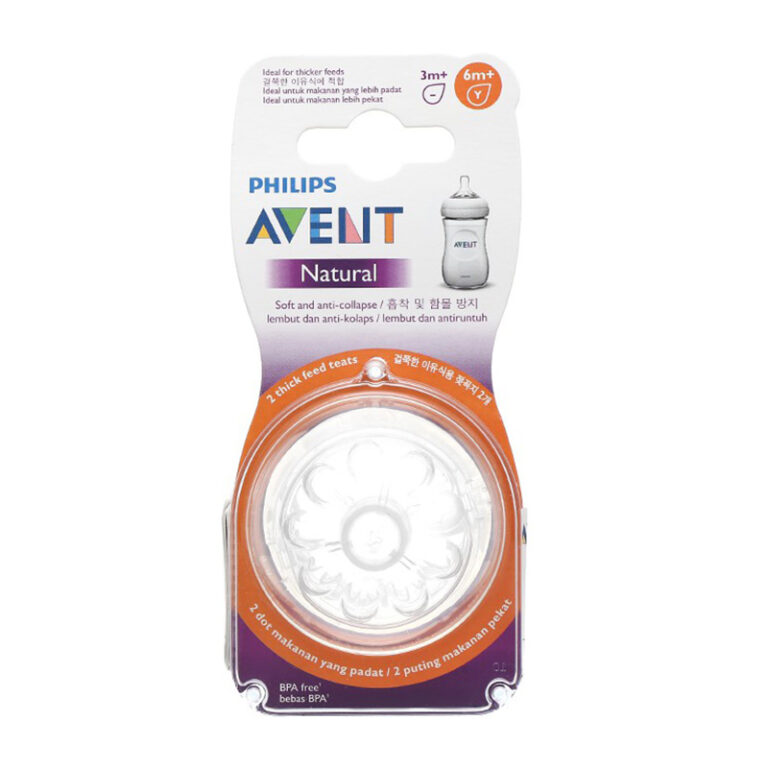 Ideal for thicker feeds
걸쭉한 이유식에 적합
Ideal untuk makanan yang lebih padat
Ideal untuk makanan lebih pekat
3m+
6m+
Y
PHILIPS
AVENT
Natural
AVENT
Soft and anti-collapse / 흡착 및 함몰 방지
lembut dan anti-kolaps / lembut dan antiruntuh
2 thick feed teats
걸쭉한 이유식용 젖꼭지 2개
2 dot makanan yang padat / 2 puting makanan pekat
BPA free¹
bebas BPA¹